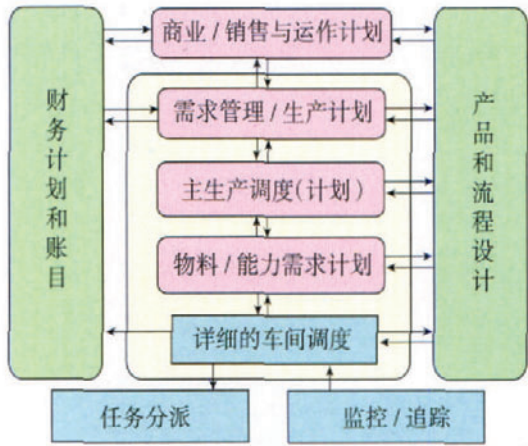 商业/销售与运作计划
财务计划和账目
需求管理/生产计划
产品和流程设计
主生产调度(计划)
物料/能力需求计划
详细的车间调度
任务分派
监控/追踪